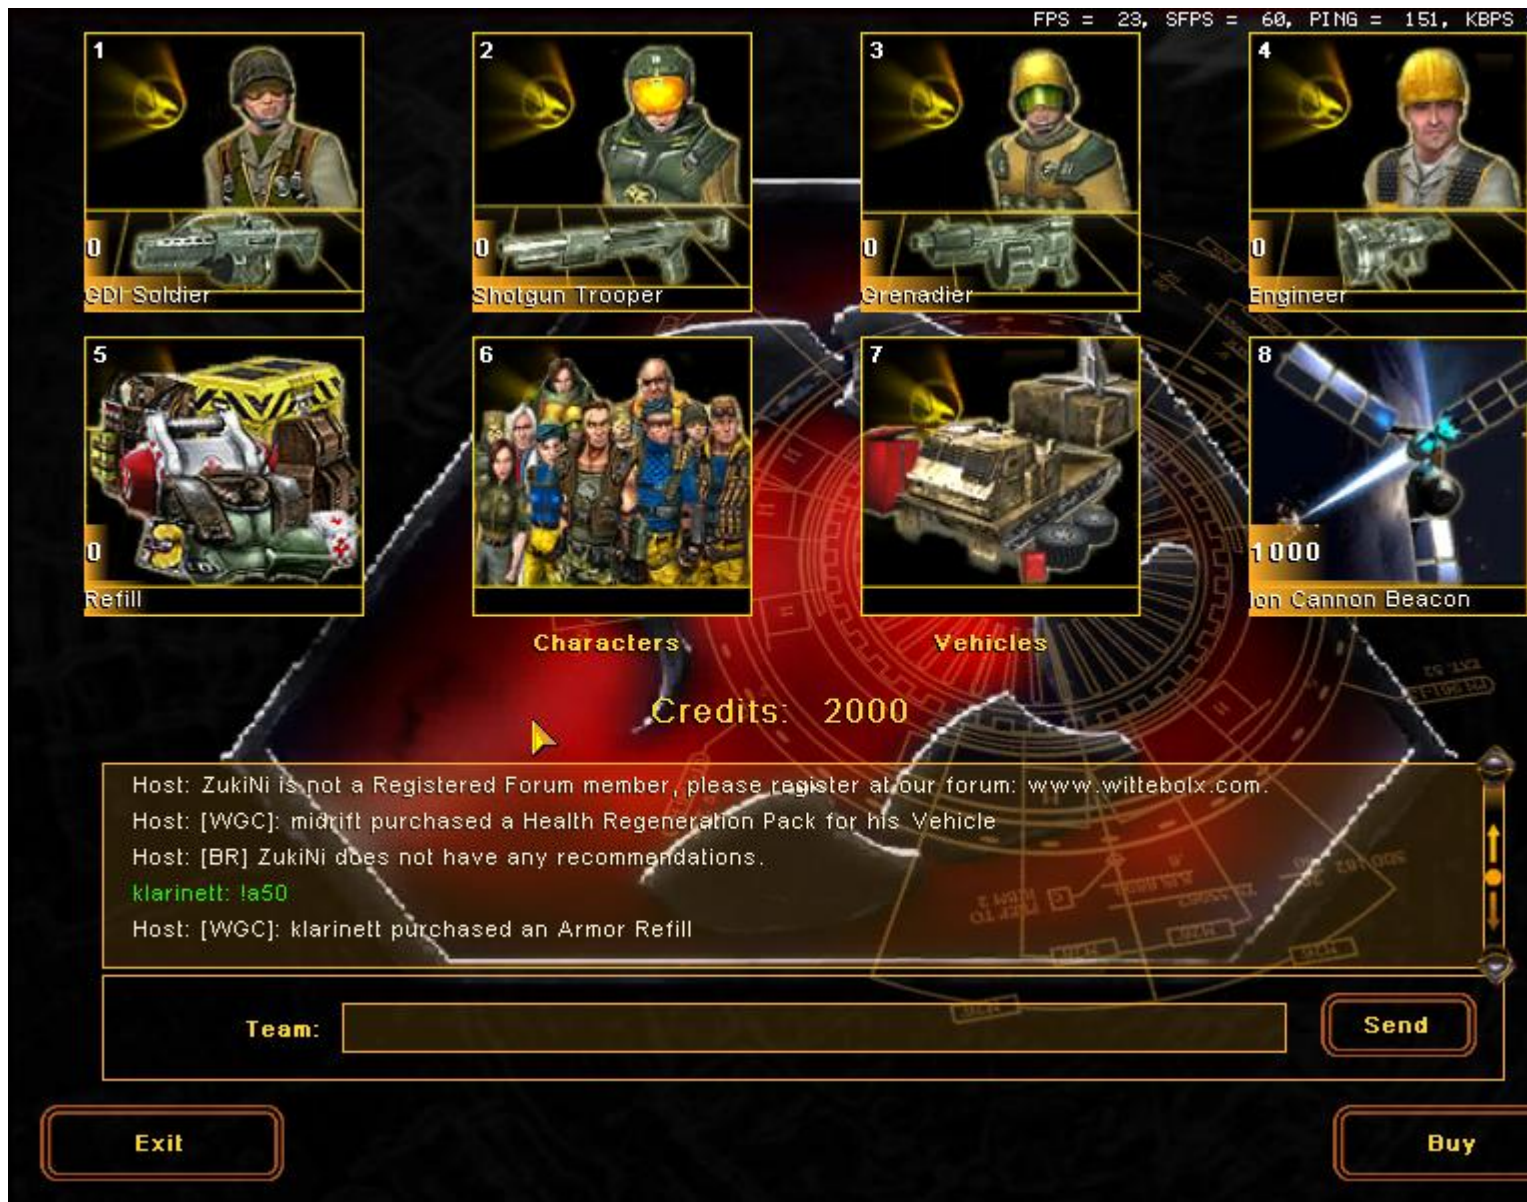 FPS = 23, SFPS = 60, PING = 151, KBPS
1 2 3 4
0 0 0 0
GDI Soldier Shotgun Trooper Grenadier Engineer
5 6 7 8
0 1000
Refill Ion Cannon Beacon
Characters Vehicles
Credits: 2000
Host: ZukiNi is not a Registered Forum member, please register at our forum: www.wittebolx.com.
Host: [WGC]: midrift purchased a Health Regeneration Pack for his Vehicle
Host: [BR] ZukiNi does not have any recommendations.
klarinett: !a50
Host: [WGC]: klarinett purchased an Armor Refill
Team:
Send
Exit Buy